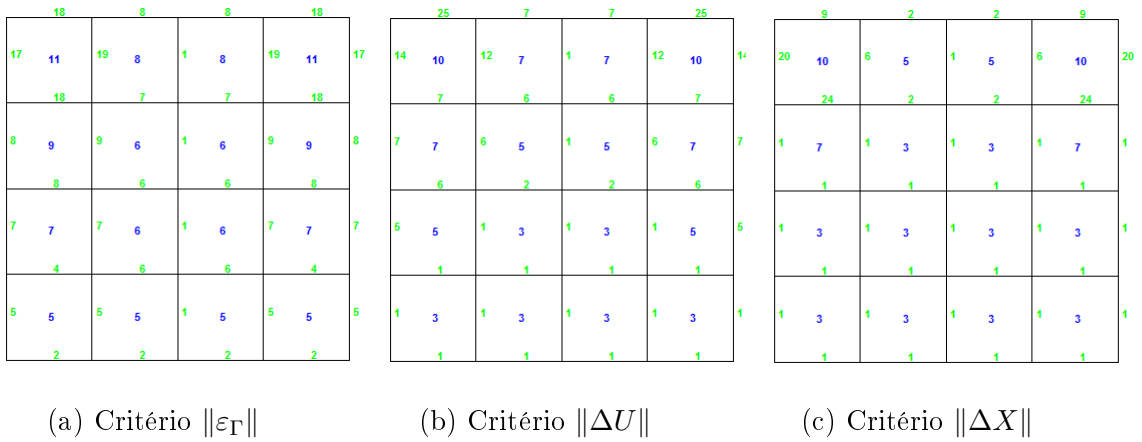 18 8 8 18 25 7 7 25 9 2 2 9
17 11 19 8 1 8 19 11 17 14 10 12 7 1 7 12 10 14 20 10 6 5 1 5 6 10 20
18 7 7 18 7 6 6 7 24 2 2 24
8 9 9 6 1 6 9 9 8 7 7 6 5 1 5 6 7 7 1 7 1 3 1 3 1 7 1
8 6 6 8 6 2 2 6 1 1 1 1
7 7 7 6 1 6 7 7 7 5 5 1 3 1 3 1 5 5 1 3 1 3 1 3 1 3 1
4 6 6 4 1 1 1 1 1 1 1 1
5 5 5 5 1 5 5 5 5 1 3 1 3 1 3 1 3 1 1 3 1 3 1 3 1 3 1
2 2 2 2 1 1 1 1 1 1 1 1
(a) Critério ‖ε_Γ‖ (b) Critério ‖ΔU‖ (c) Critério ‖ΔX‖